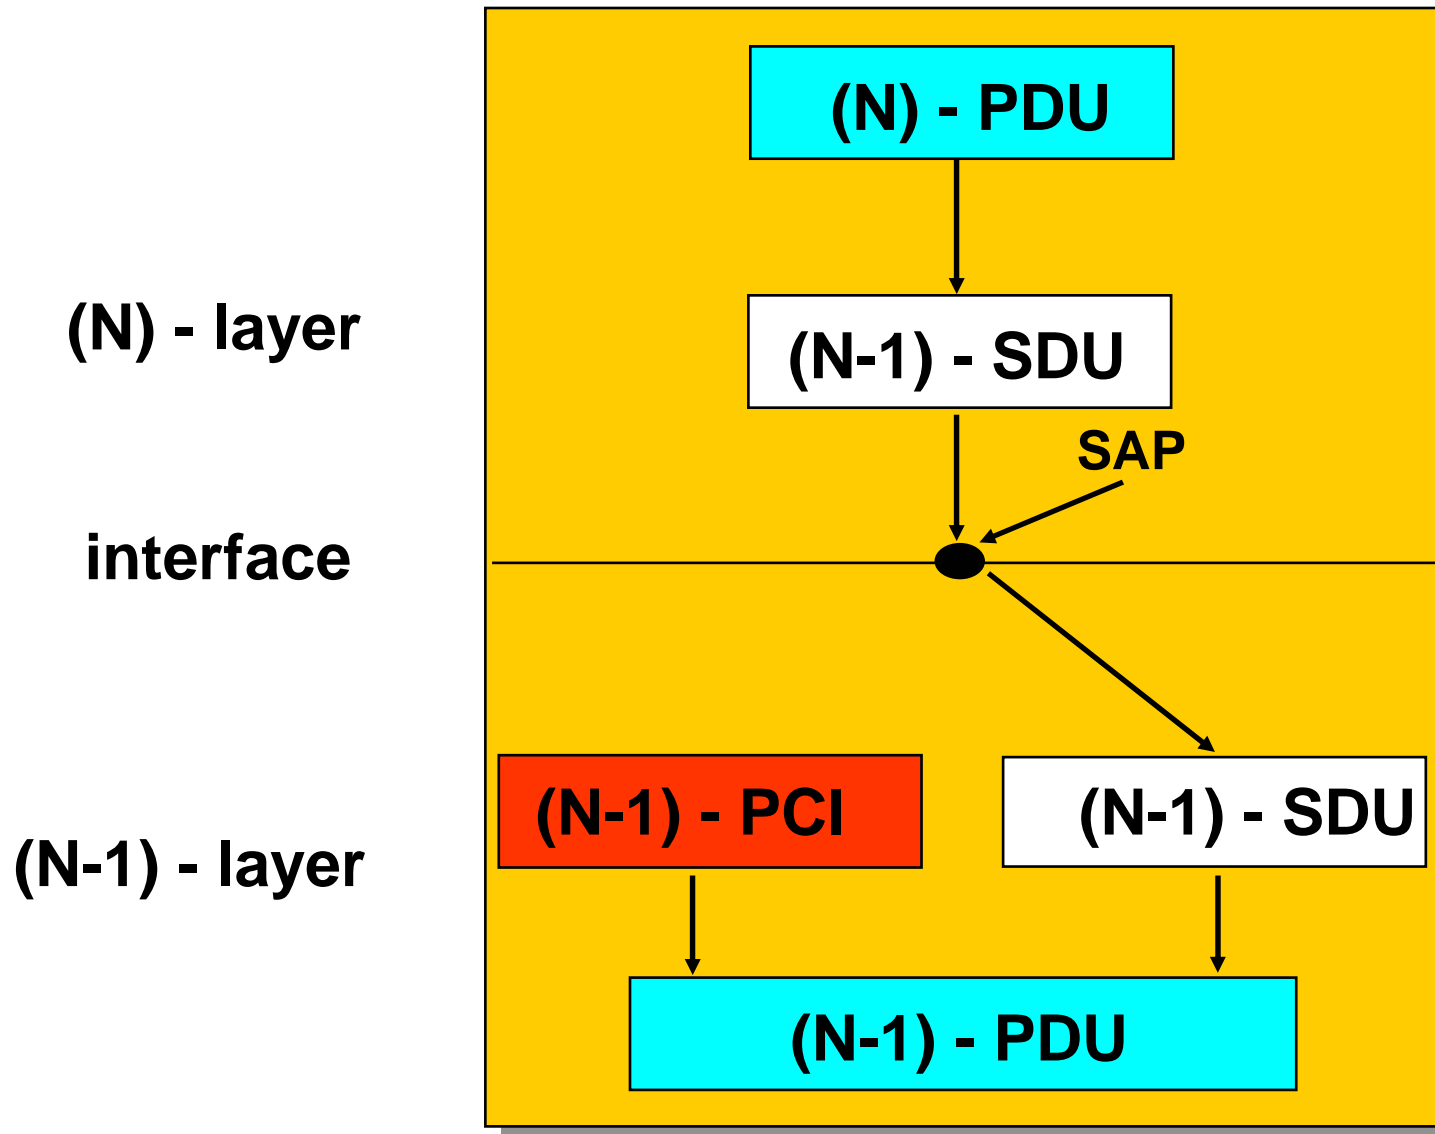 (N) - PDU
(N) - layer
(N-1) - SDU
SAP
interface
(N-1) - PCI
(N-1) - SDU
(N-1) - layer
(N-1) - PDU